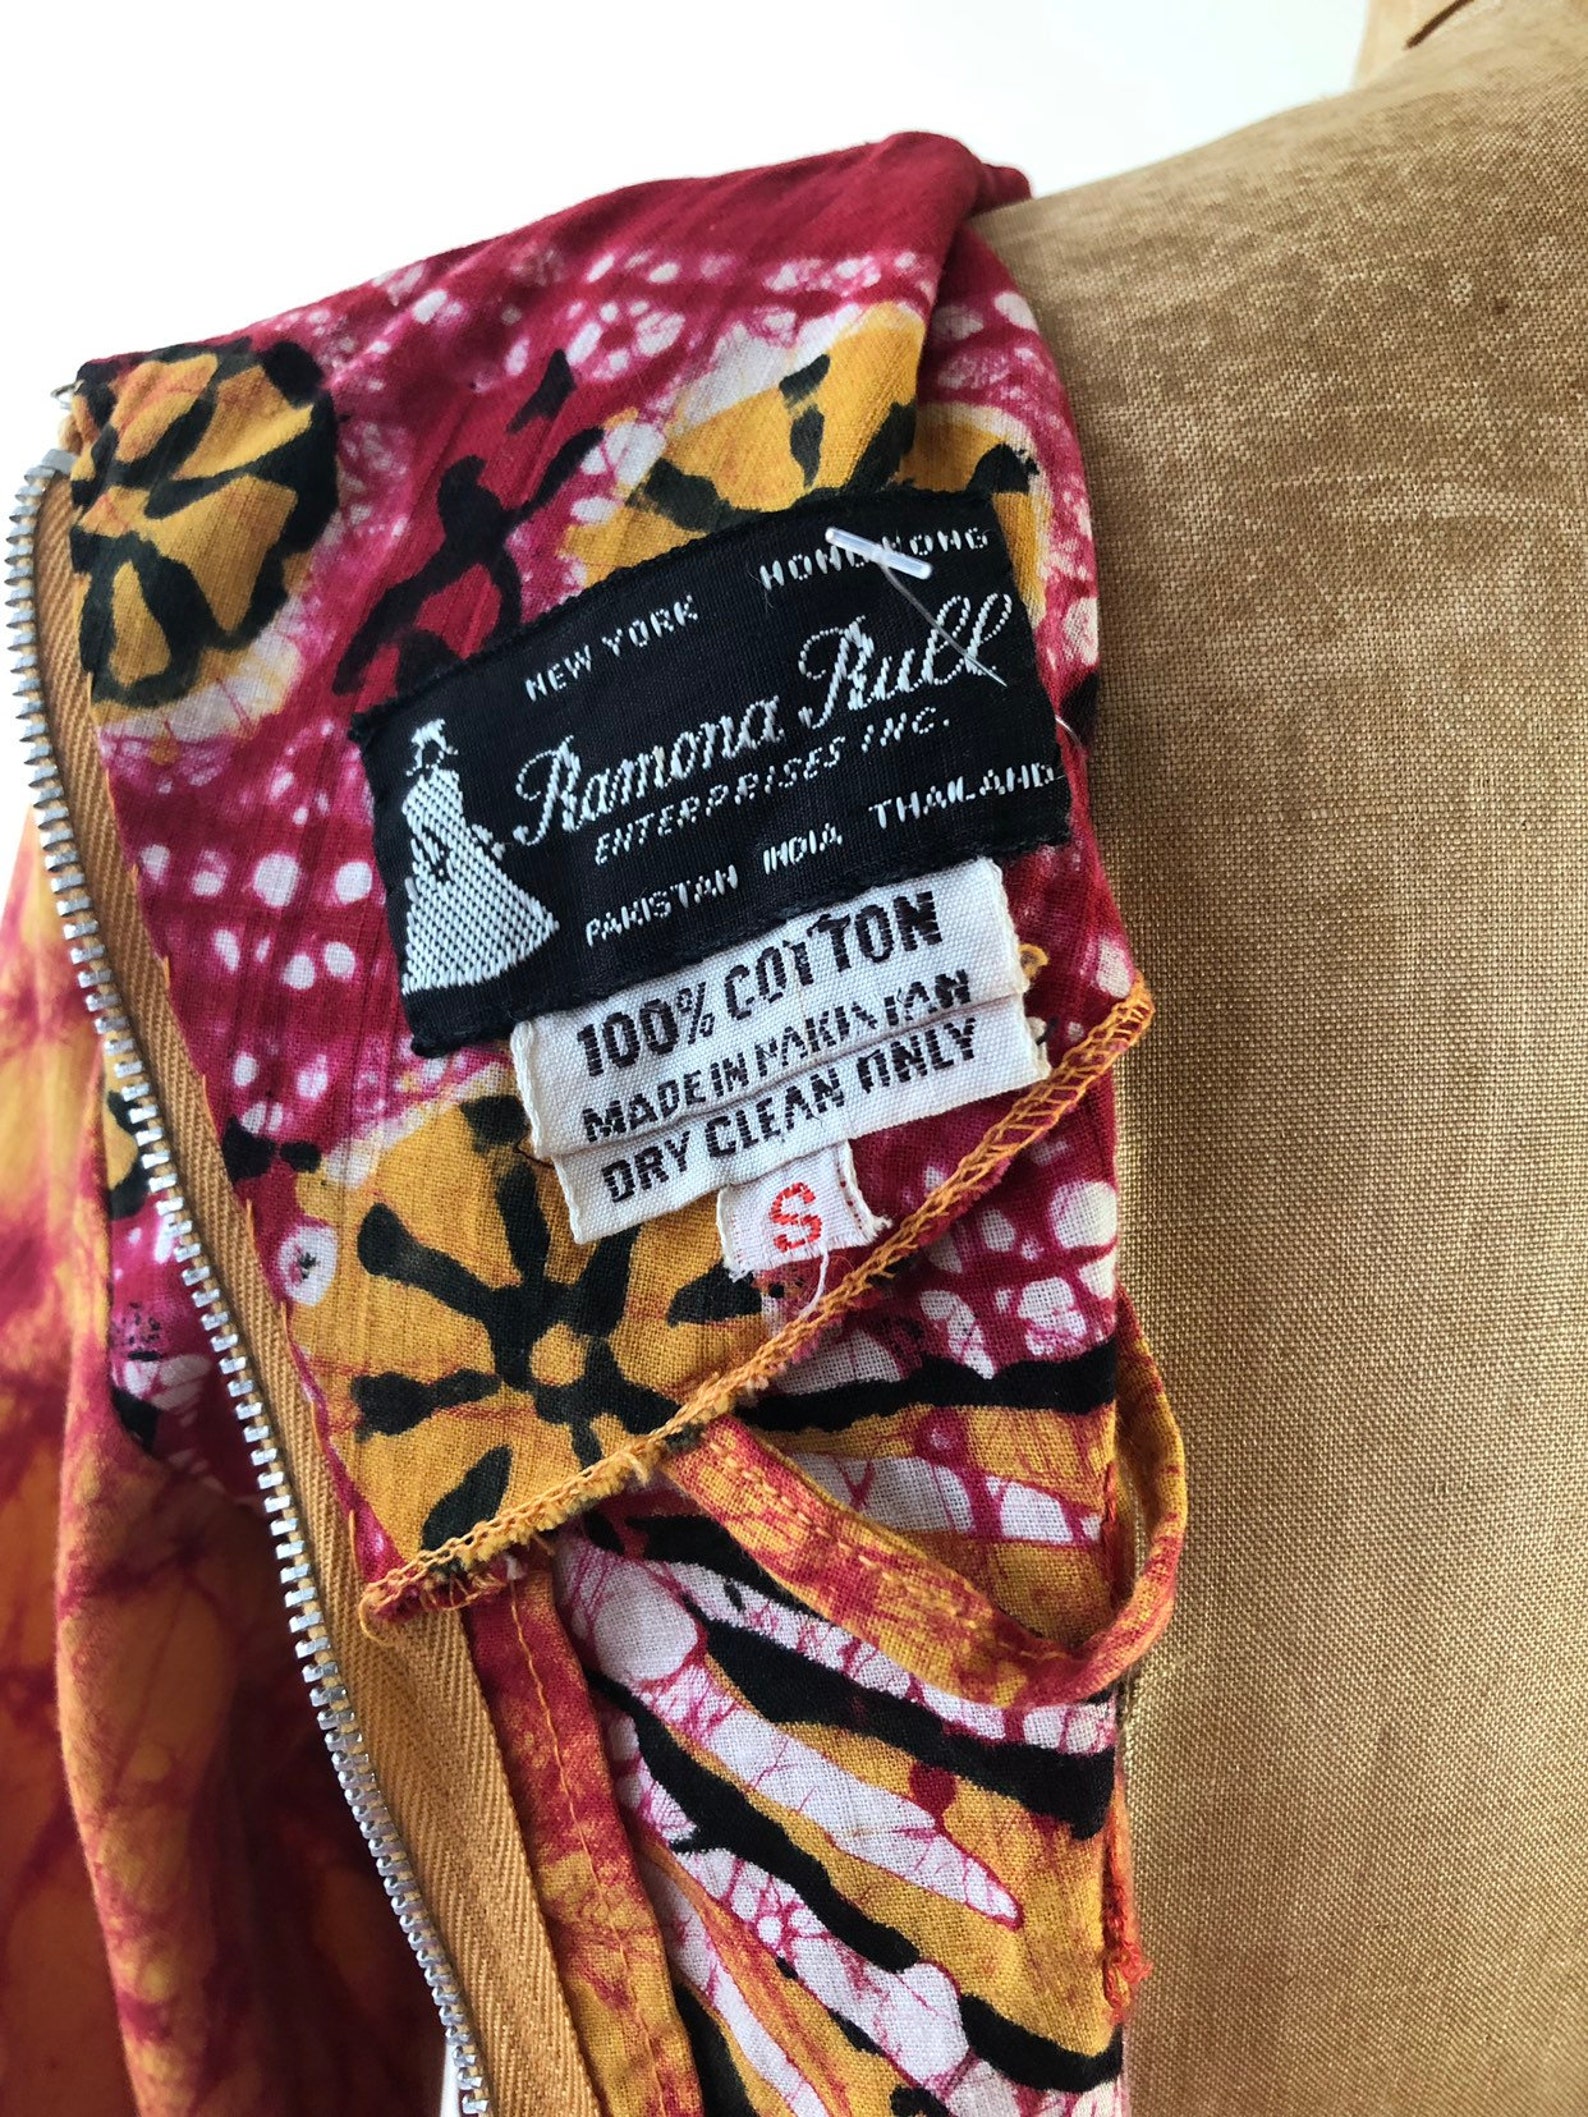 NEW YORK HONG KONG
Ramona Rull
ENTERPRISES INC.
PAKISTAN INDIA THAILAND
100% COTTON
MADE IN PAKISTAN
DRY CLEAN ONLY
S